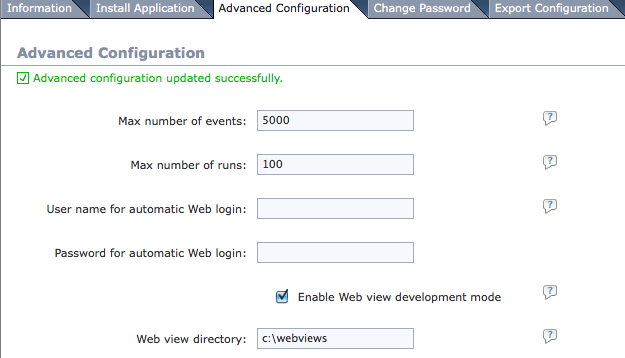 Information Install Application Advanced Configuration Change Password Export Configuration
Advanced Configuration
Advanced configuration updated successfully.
Max number of events: 5000 ?
Max number of runs: 100 ?
User name for automatic Web login: ?
Password for automatic Web login:
Enable Web view development mode ?
Web view directory: c:\webviews ?